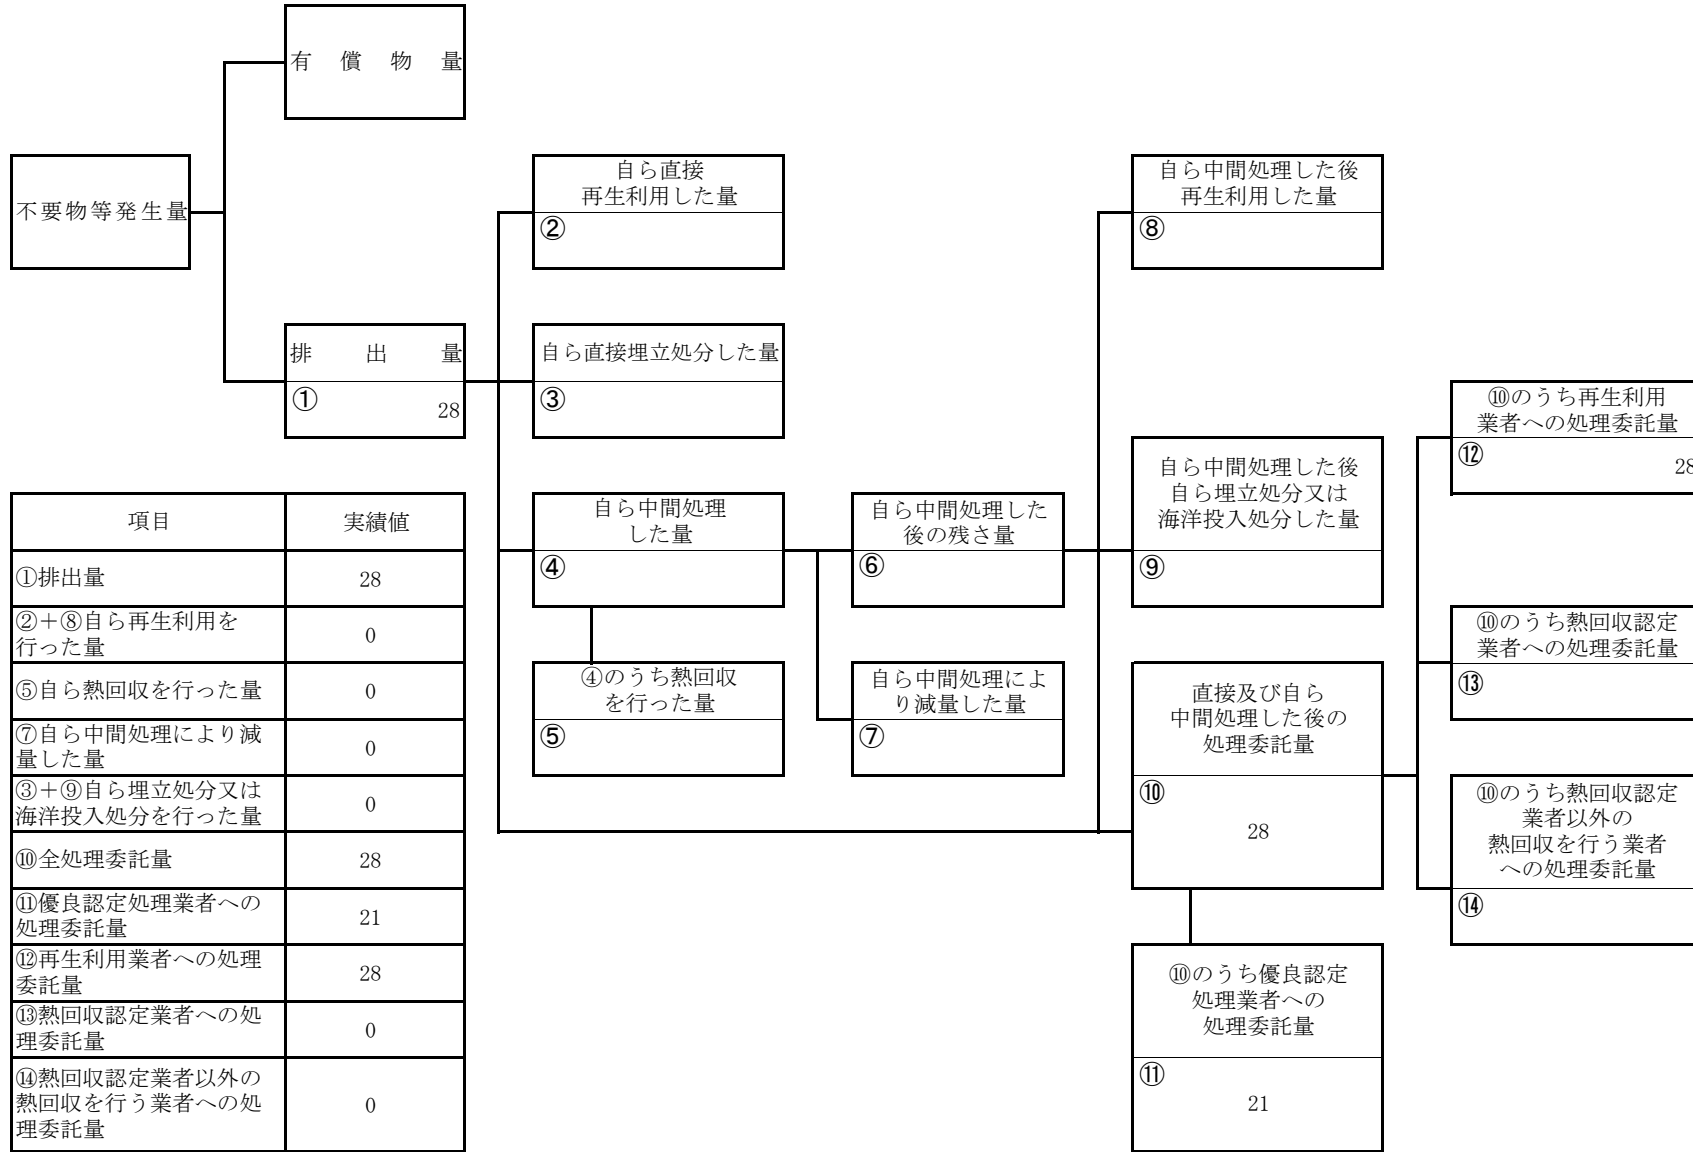 有償物量
不要物等発生量
自ら直接
再生利用した量
②
自ら中間処理した後
再生利用した量
⑧
排出量
①
28
自ら直接埋立処分した量
③
⑩のうち再生利用
業者への処理委託量
⑫
28
自ら中間処理した後
自ら埋立処分又は
海洋投入処分した量
⑨
自ら中間処理
した量
④
自ら中間処理した
後の残さ量
⑥
⑩のうち熱回収認定
業者への処理委託量
⑬
④のうち熱回収
を行った量
⑤
自ら中間処理によ
り減量した量
⑦
直接及び自ら
中間処理した後の
処理委託量
⑩
28
⑩のうち熱回収認定
業者以外の
熱回収を行う業者
への処理委託量
⑭
⑩のうち優良認定
処理業者への
処理委託量
⑪
21
項目 実績値
①排出量 28
②＋⑧自ら再生利用を
行った量 0
⑤自ら熱回収を行った量 0
⑦自ら中間処理により減
量した量 0
③＋⑨自ら埋立処分又は
海洋投入処分を行った量 0
⑩全処理委託量 28
⑪優良認定処理業者への
処理委託量 21
⑫再生利用業者への処理
委託量 28
⑬熱回収認定業者への処
理委託量 0
⑭熱回収認定業者以外の
熱回収を行う業者への処
理委託量 0